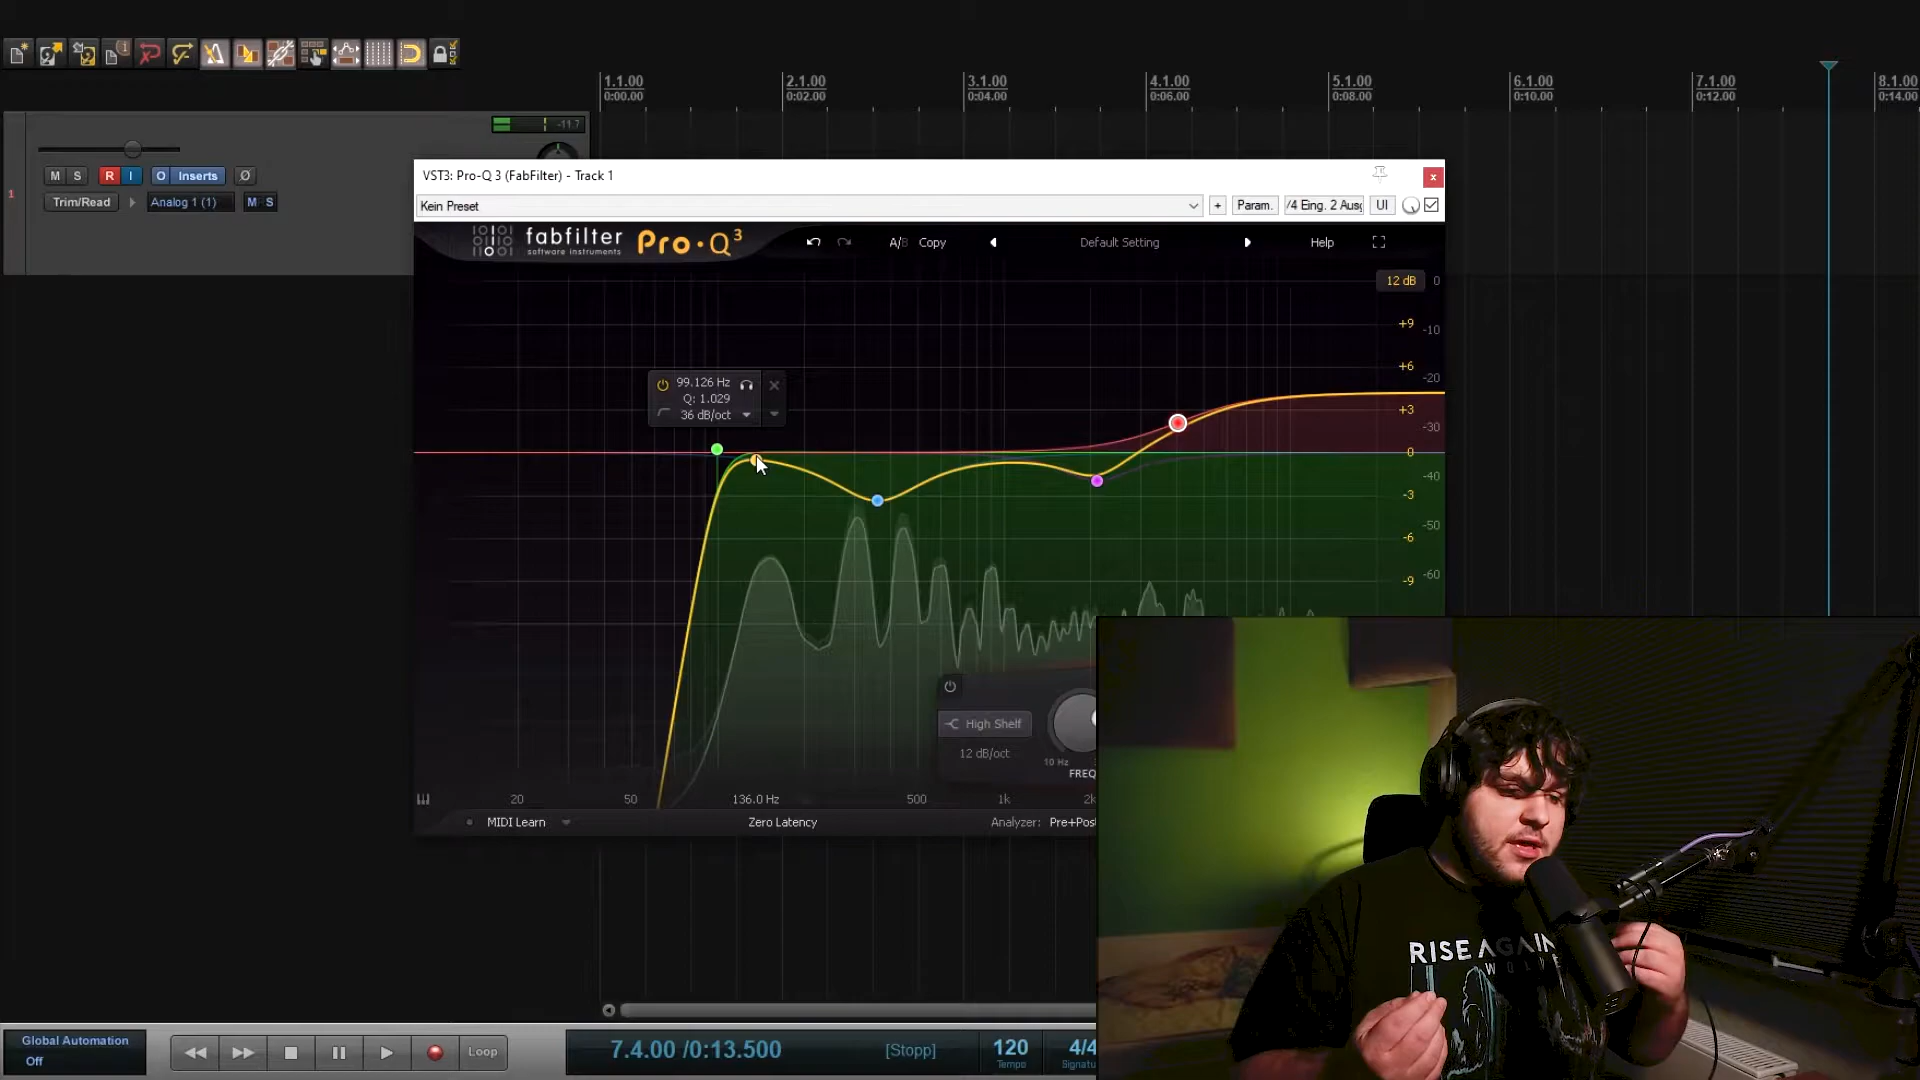 1.1.00 2.1.00 3.1.00 4.1.00 5.1.00 6.1.00 7.1.00 8.1.00
0:00.00 0:02.00 0:04.00 0:06.00 0:08.00 0:10.00 0:12.00 0:14.00
-11.7
M S R I O Inserts Ø
1
Trim/Read Analog 1 (1) M S
VST3: Pro-Q 3 (FabFilter) - Track 1
x
Kein Preset + Param. /4 Eing. 2 Ausg UI
fabfilter Pro·Q3
software instruments
A/B Copy Default Setting Help
12 dB 0
+9 -10
+6 -20
+3 -30
0 -40
-3 -50
-6 -60
-9
99.126 Hz
Q: 1.029
36 dB/oct
High Shelf
12 dB/oct
10 Hz
FREQ
20 50 136.0 Hz 500 1k 2k
MIDI Learn Zero Latency Analyzer: Pre+Pos
RISE AGAIN
Global Automation
Off
Loop
7.4.00 /0:13.500 [Stopp] 120 4/4
Tempo Signatu